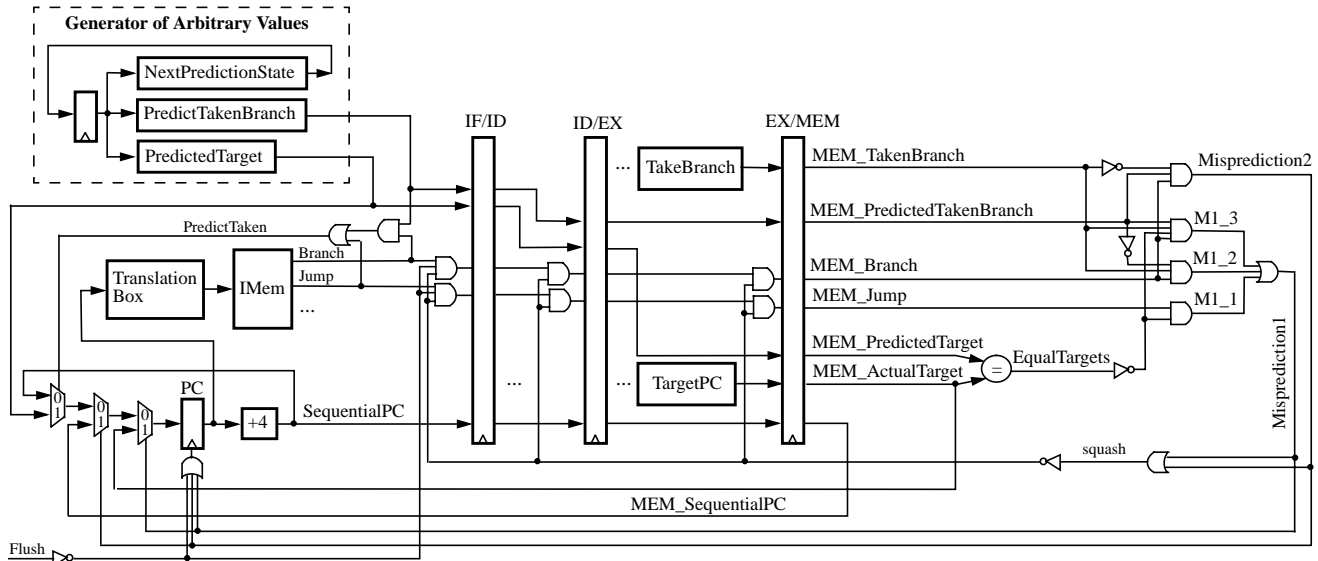 Generator of Arbitrary Values
NextPredictionState
PredictTakenBranch
PredictedTarget
IF/ID
ID/EX
EX/MEM
...
TakeBranch
MEM_TakenBranch
Misprediction2
MEM_PredictedTakenBranch
M1_3
PredictTaken
Branch
Translation
Box
IMem
Jump
...
MEM_Branch
M1_2
MEM_Jump
M1_1
MEM_PredictedTarget
EqualTargets
=
Misprediction1
...
...
TargetPC
MEM_ActualTarget
PC
0
1
0
1
0
1
+4
SequentialPC
squash
MEM_SequentialPC
Flush